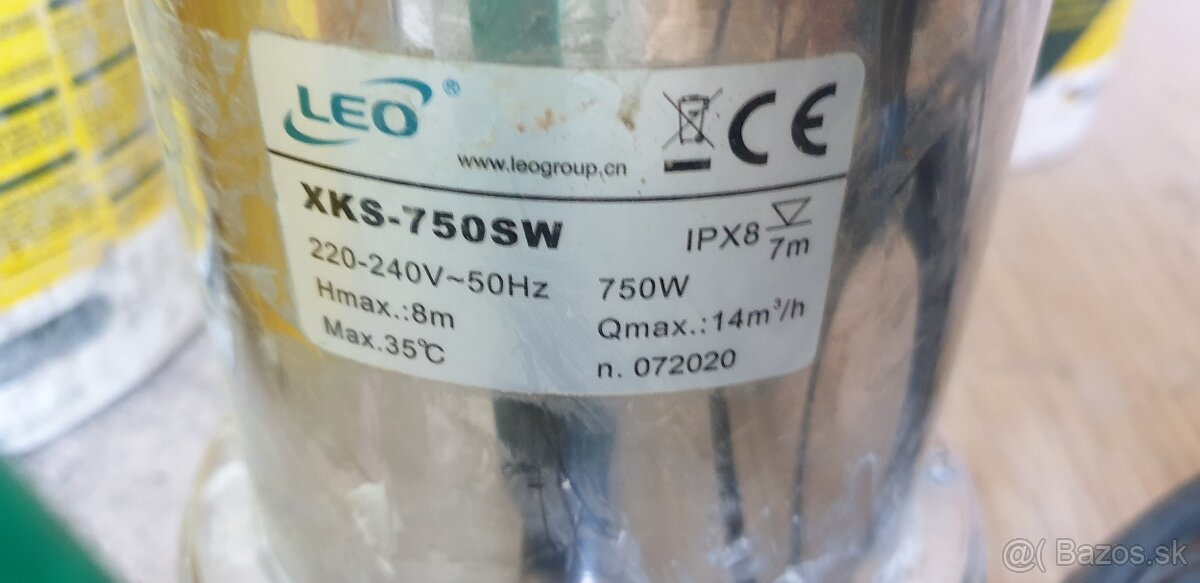 LEO®
www.leogroup.cn
CE
XKS-750SW
IPX8 7m
220-240V~50Hz 750W
Hmax.:8m Qmax.:14m³/h
Max.35℃ n. 072020
@( Bazos.sk